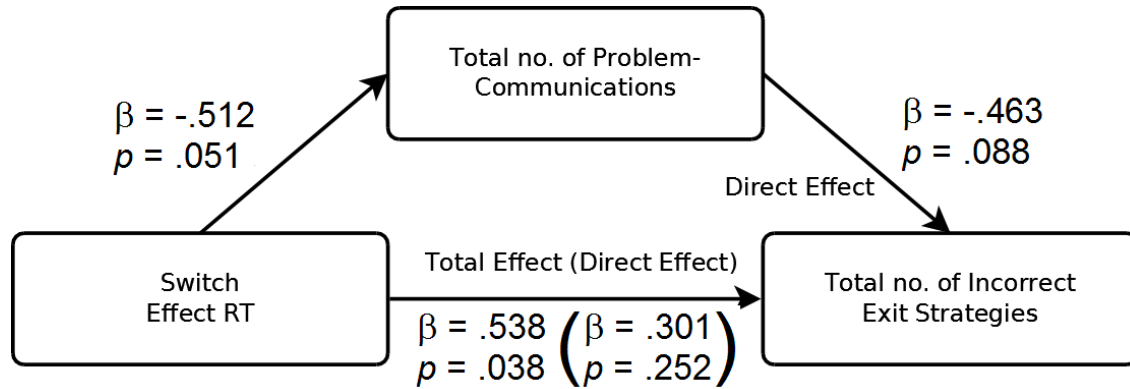 Total no. of Problem-
Communications
β = -.512
p = .051
β = -.463
p = .088
Direct Effect
Switch
Effect RT
Total Effect (Direct Effect)
β = .538 (β = .301
p = .038 p = .252)
Total no. of Incorrect
Exit Strategies